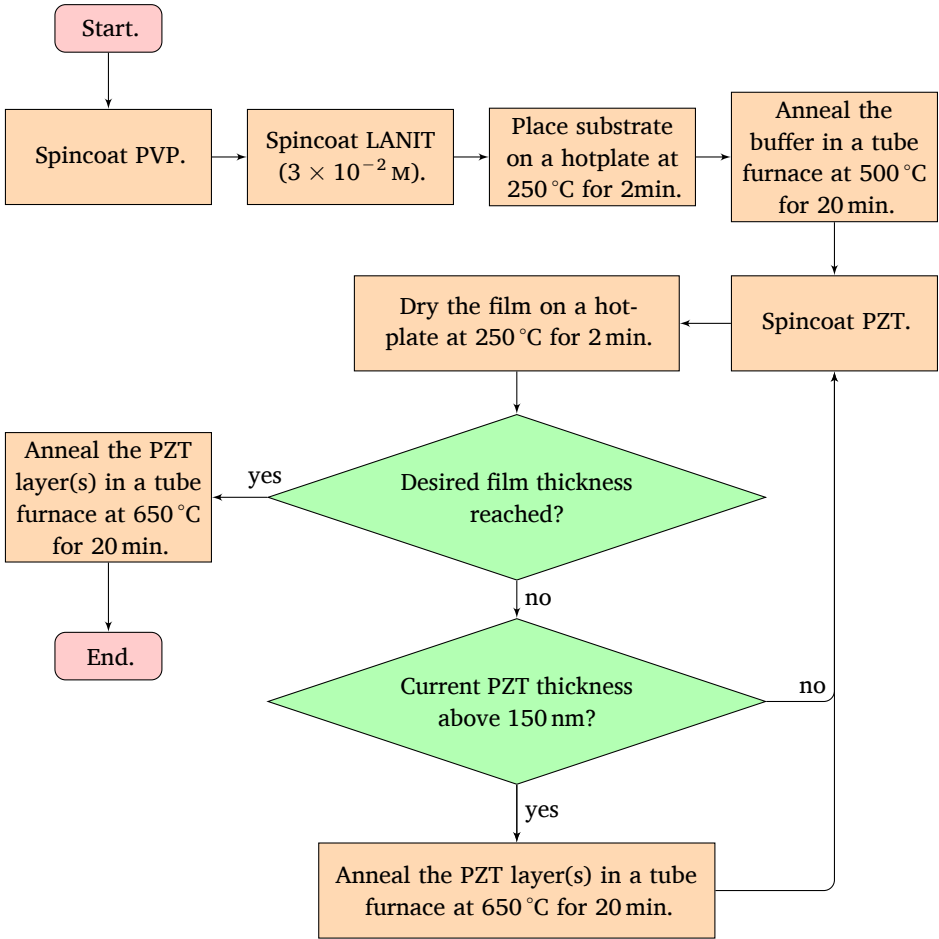 Start.
Spincoat PVP.
Spincoat LANIT
(3 × 10⁻² M).
Place substrate
on a hotplate at
250 °C for 2min.
Anneal the
buffer in a tube
furnace at 500 °C
for 20 min.
Spincoat PZT.
Dry the film on a hot-
plate at 250 °C for 2 min.
Desired film thickness
reached?
yes
Anneal the PZT
layer(s) in a tube
furnace at 650 °C
for 20 min.
End.
no
Current PZT thickness
above 150 nm?
no
yes
Anneal the PZT layer(s) in a tube
furnace at 650 °C for 20 min.